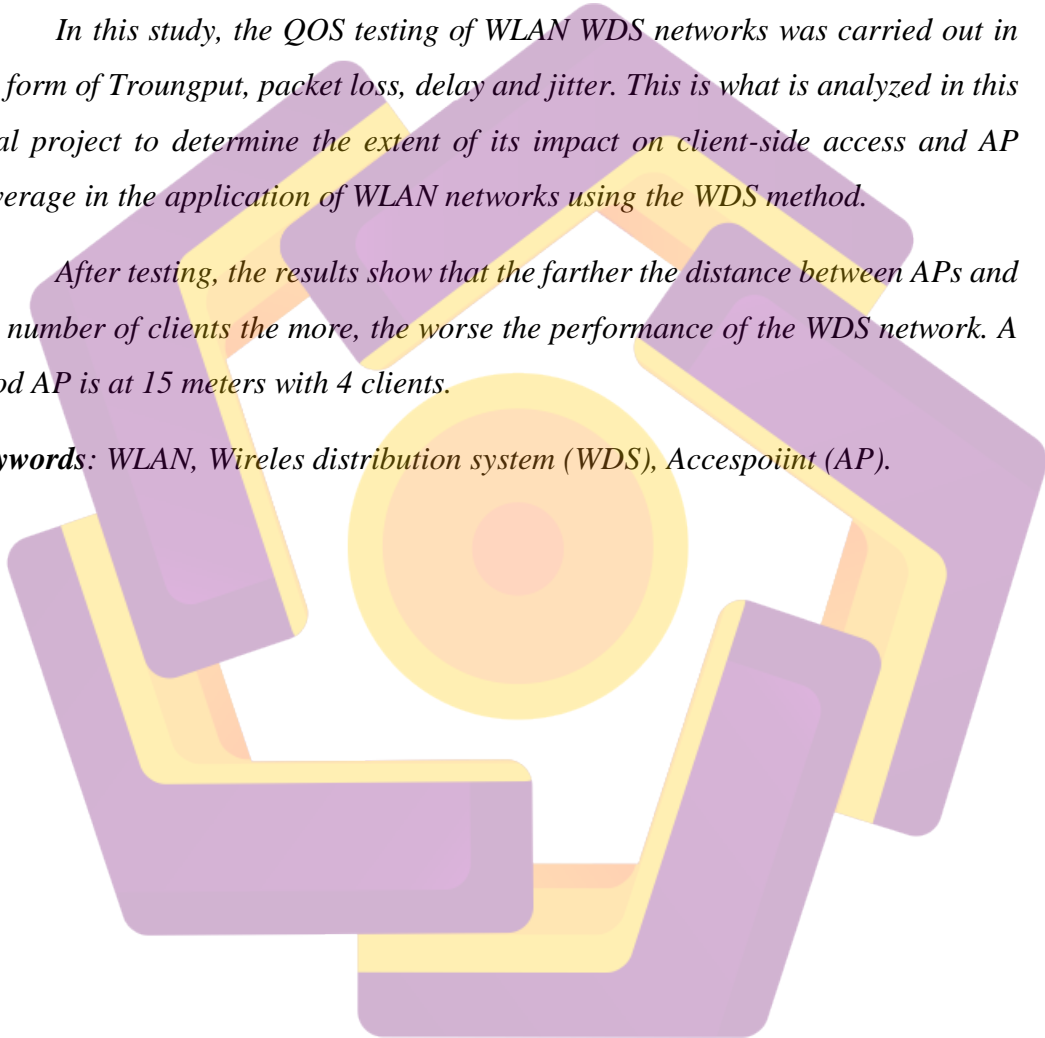 In this study, the QOS testing of WLAN WDS networks was carried out in
form of Troungput, packet loss, delay and jitter. This is what is analyzed in this
al project to determine the extent of its impact on client-side access and AP
verage in the application of WLAN networks using the WDS method.
After testing, the results show that the farther the distance between APs and
number of clients the more, the worse the performance of the WDS network. A
od AP is at 15 meters with 4 clients.
ywords: WLAN, Wireles distribution system (WDS), Accespoiint (AP).